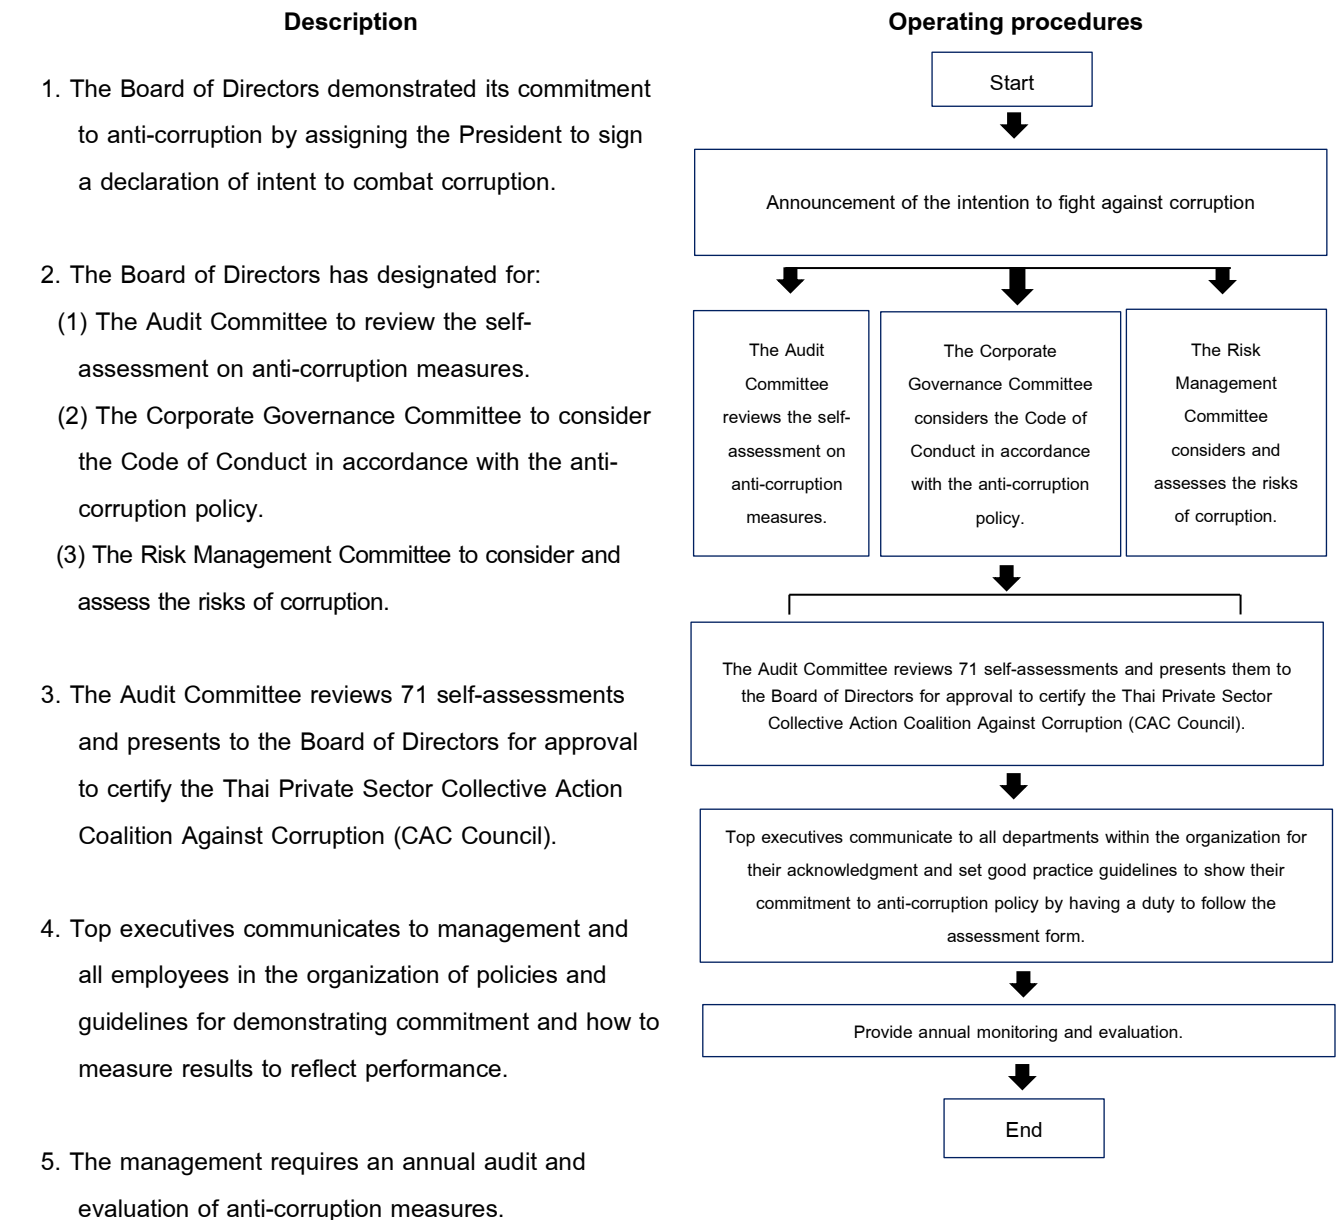 Description
1. The Board of Directors demonstrated its commitment
to anti-corruption by assigning the President to sign
a declaration of intent to combat corruption.
2. The Board of Directors has designated for:
(1) The Audit Committee to review the self-
assessment on anti-corruption measures.
(2) The Corporate Governance Committee to consider
the Code of Conduct in accordance with the anti-
corruption policy.
(3) The Risk Management Committee to consider and
assess the risks of corruption.
3. The Audit Committee reviews 71 self-assessments
and presents to the Board of Directors for approval
to certify the Thai Private Sector Collective Action
Coalition Against Corruption (CAC Council).
4. Top executives communicates to management and
all employees in the organization of policies and
guidelines for demonstrating commitment and how to
measure results to reflect performance.
5. The management requires an annual audit and
evaluation of anti-corruption measures.
Operating procedures
Start
Announcement of the intention to fight against corruption
The Audit
Committee
reviews the self-
assessment on
anti-corruption
measures.
The Corporate
Governance Committee
considers the Code of
Conduct in accordance
with the anti-corruption
policy.
The Risk
Management
Committee
considers and
assesses the risks
of corruption.
The Audit Committee reviews 71 self-assessments and presents them to
the Board of Directors for approval to certify the Thai Private Sector
Collective Action Coalition Against Corruption (CAC Council).
Top executives communicate to all departments within the organization for
their acknowledgment and set good practice guidelines to show their
commitment to anti-corruption policy by having a duty to follow the
assessment form.
Provide annual monitoring and evaluation.
End